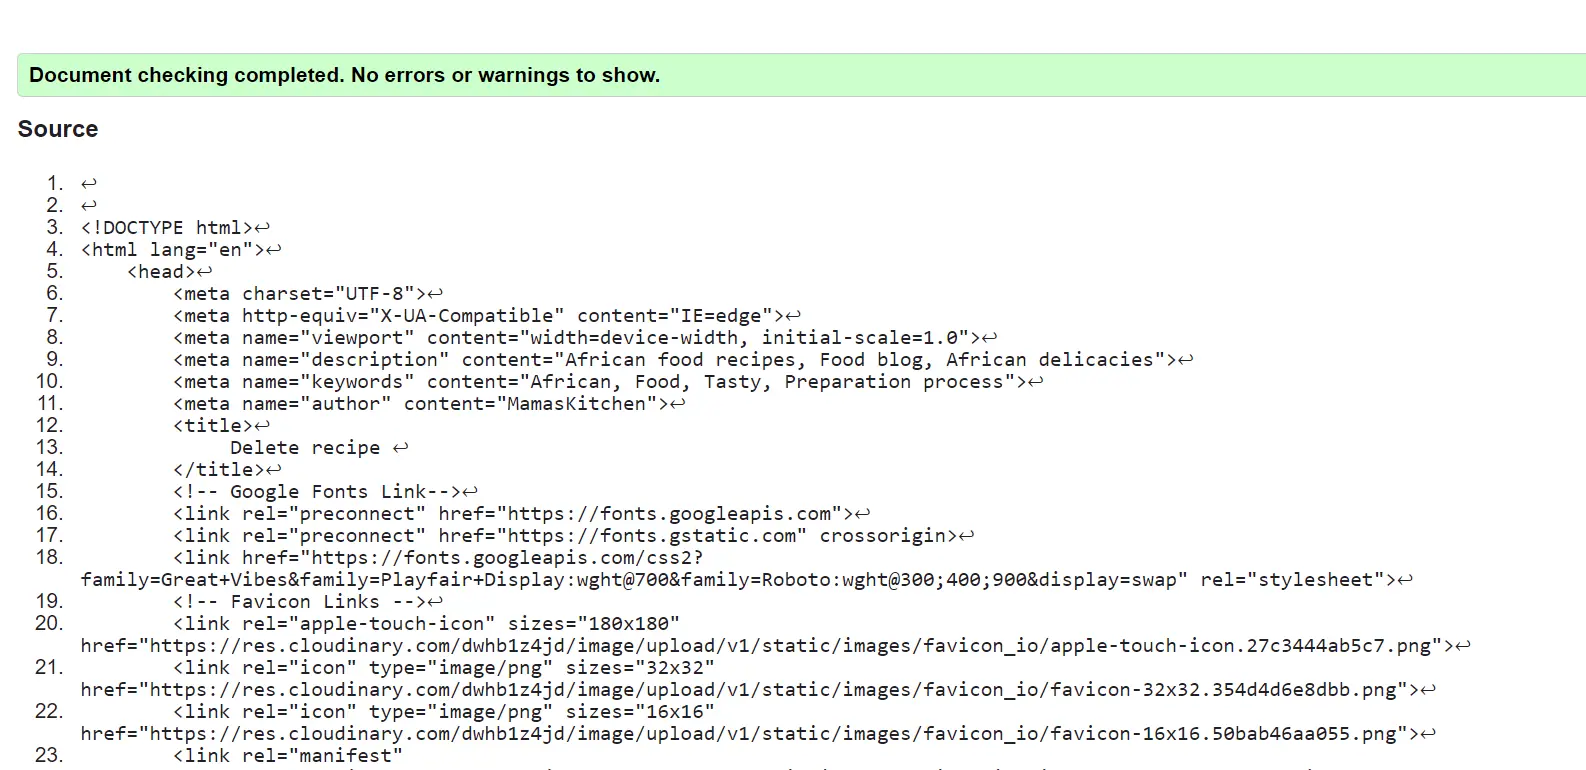 Document checking completed. No errors or warnings to show.
Source
1. ↩
2. ↩
3. <!DOCTYPE html>↩
4. <html lang="en">↩
5. <head>↩
6. <meta charset="UTF-8">↩
7. <meta http-equiv="X-UA-Compatible" content="IE=edge">↩
8. <meta name="viewport" content="width=device-width, initial-scale=1.0">↩
9. <meta name="description" content="African food recipes, Food blog, African delicacies">↩
10. <meta name="keywords" content="African, Food, Tasty, Preparation process">↩
11. <meta name="author" content="MamasKitchen">↩
12. <title>↩
13. Delete recipe ↩
14. </title>↩
15. <!-- Google Fonts Link-->↩
16. <link rel="preconnect" href="https://fonts.googleapis.com">↩
17. <link rel="preconnect" href="https://fonts.gstatic.com" crossorigin>↩
18. <link href="https://fonts.googleapis.com/css2?
family=Great+Vibes&family=Playfair+Display:wght@700&family=Roboto:wght@300;400;900&display=swap" rel="stylesheet">↩
19. <!-- Favicon Links -->↩
20. <link rel="apple-touch-icon" sizes="180x180"
href="https://res.cloudinary.com/dwhb1z4jd/image/upload/v1/static/images/favicon_io/apple-touch-icon.27c3444ab5c7.png">↩
21. <link rel="icon" type="image/png" sizes="32x32"
href="https://res.cloudinary.com/dwhb1z4jd/image/upload/v1/static/images/favicon_io/favicon-32x32.354d4d6e8dbb.png">↩
22. <link rel="icon" type="image/png" sizes="16x16"
href="https://res.cloudinary.com/dwhb1z4jd/image/upload/v1/static/images/favicon_io/favicon-16x16.50bab46aa055.png">↩
23. <link rel="manifest"